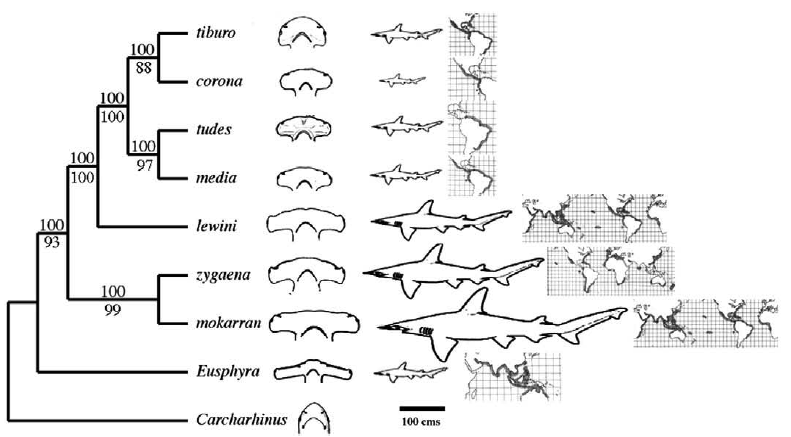 tiburo
100
88
corona
100
100
tudes
100
97
media
100
100
lewini
100
93
zygaena
100
99
mokarran
Eusphyra
Carcharhinus
100 cms